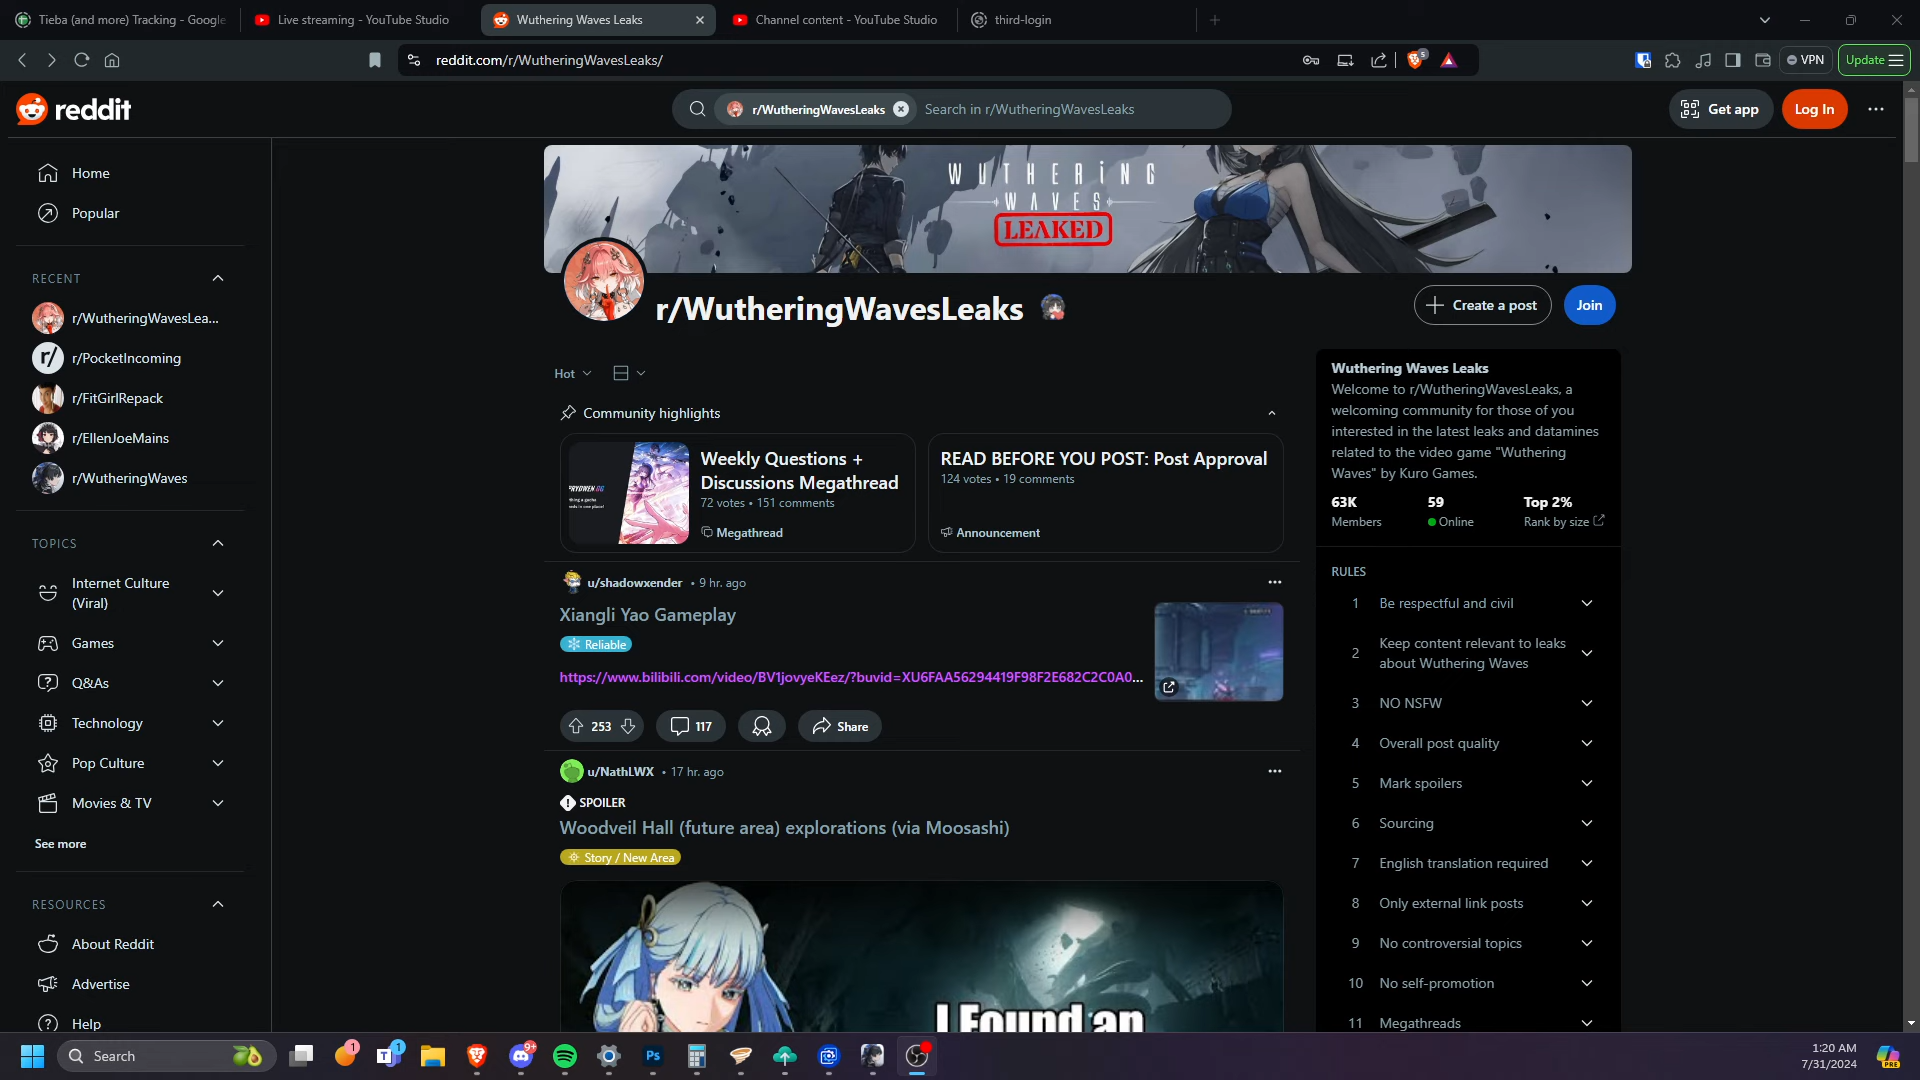 Tieba (and more) Tracking - Google
Live streaming - YouTube Studio
Wuthering Waves Leaks
Channel content - YouTube Studio
third-login
reddit.com/r/WutheringWavesLeaks/
5
VPN
Update
reddit
r/WutheringWavesLeaks
Search in r/WutheringWavesLeaks
Get app
Log In
Home
Popular
RECENT
r/WutheringWavesLea...
r/
r/PocketIncoming
r/FitGirlRepack
r/EllenJoeMains
r/WutheringWaves
TOPICS
Internet Culture
(Viral)
Games
Q&As
Technology
Pop Culture
Movies & TV
See more
RESOURCES
About Reddit
Advertise
Help
WUTHERING
WAVES
LEAKED
r/WutheringWavesLeaks
Create a post
Join
Hot
Community highlights
Weekly Questions +
Discussions Megathread
72 votes • 151 comments
Megathread
READ BEFORE YOU POST: Post Approval
124 votes • 19 comments
Announcement
u/shadowxender • 9 hr. ago
Xiangli Yao Gameplay
Reliable
https://www.bilibili.com/video/BV1jovyeKEez/?buvid=XU6FAA56294419F98F2E682C2C0A0...
253
117
Share
u/NathLWX • 17 hr. ago
SPOILER
Woodveil Hall (future area) explorations (via Moosashi)
Story / New Area
I Found an
Wuthering Waves Leaks
Welcome to r/WutheringWavesLeaks, a
welcoming community for those of you
interested in the latest leaks and datamines
related to the video game "Wuthering
Waves" by Kuro Games.
63K
Members
59
Online
Top 2%
Rank by size
RULES
1 Be respectful and civil
2 Keep content relevant to leaks
about Wuthering Waves
3 NO NSFW
4 Overall post quality
5 Mark spoilers
6 Sourcing
7 English translation required
8 Only external link posts
9 No controversial topics
10 No self-promotion
11 Megathreads
Search
1
1
9+
Ps
1:20 AM
7/31/2024
PRE